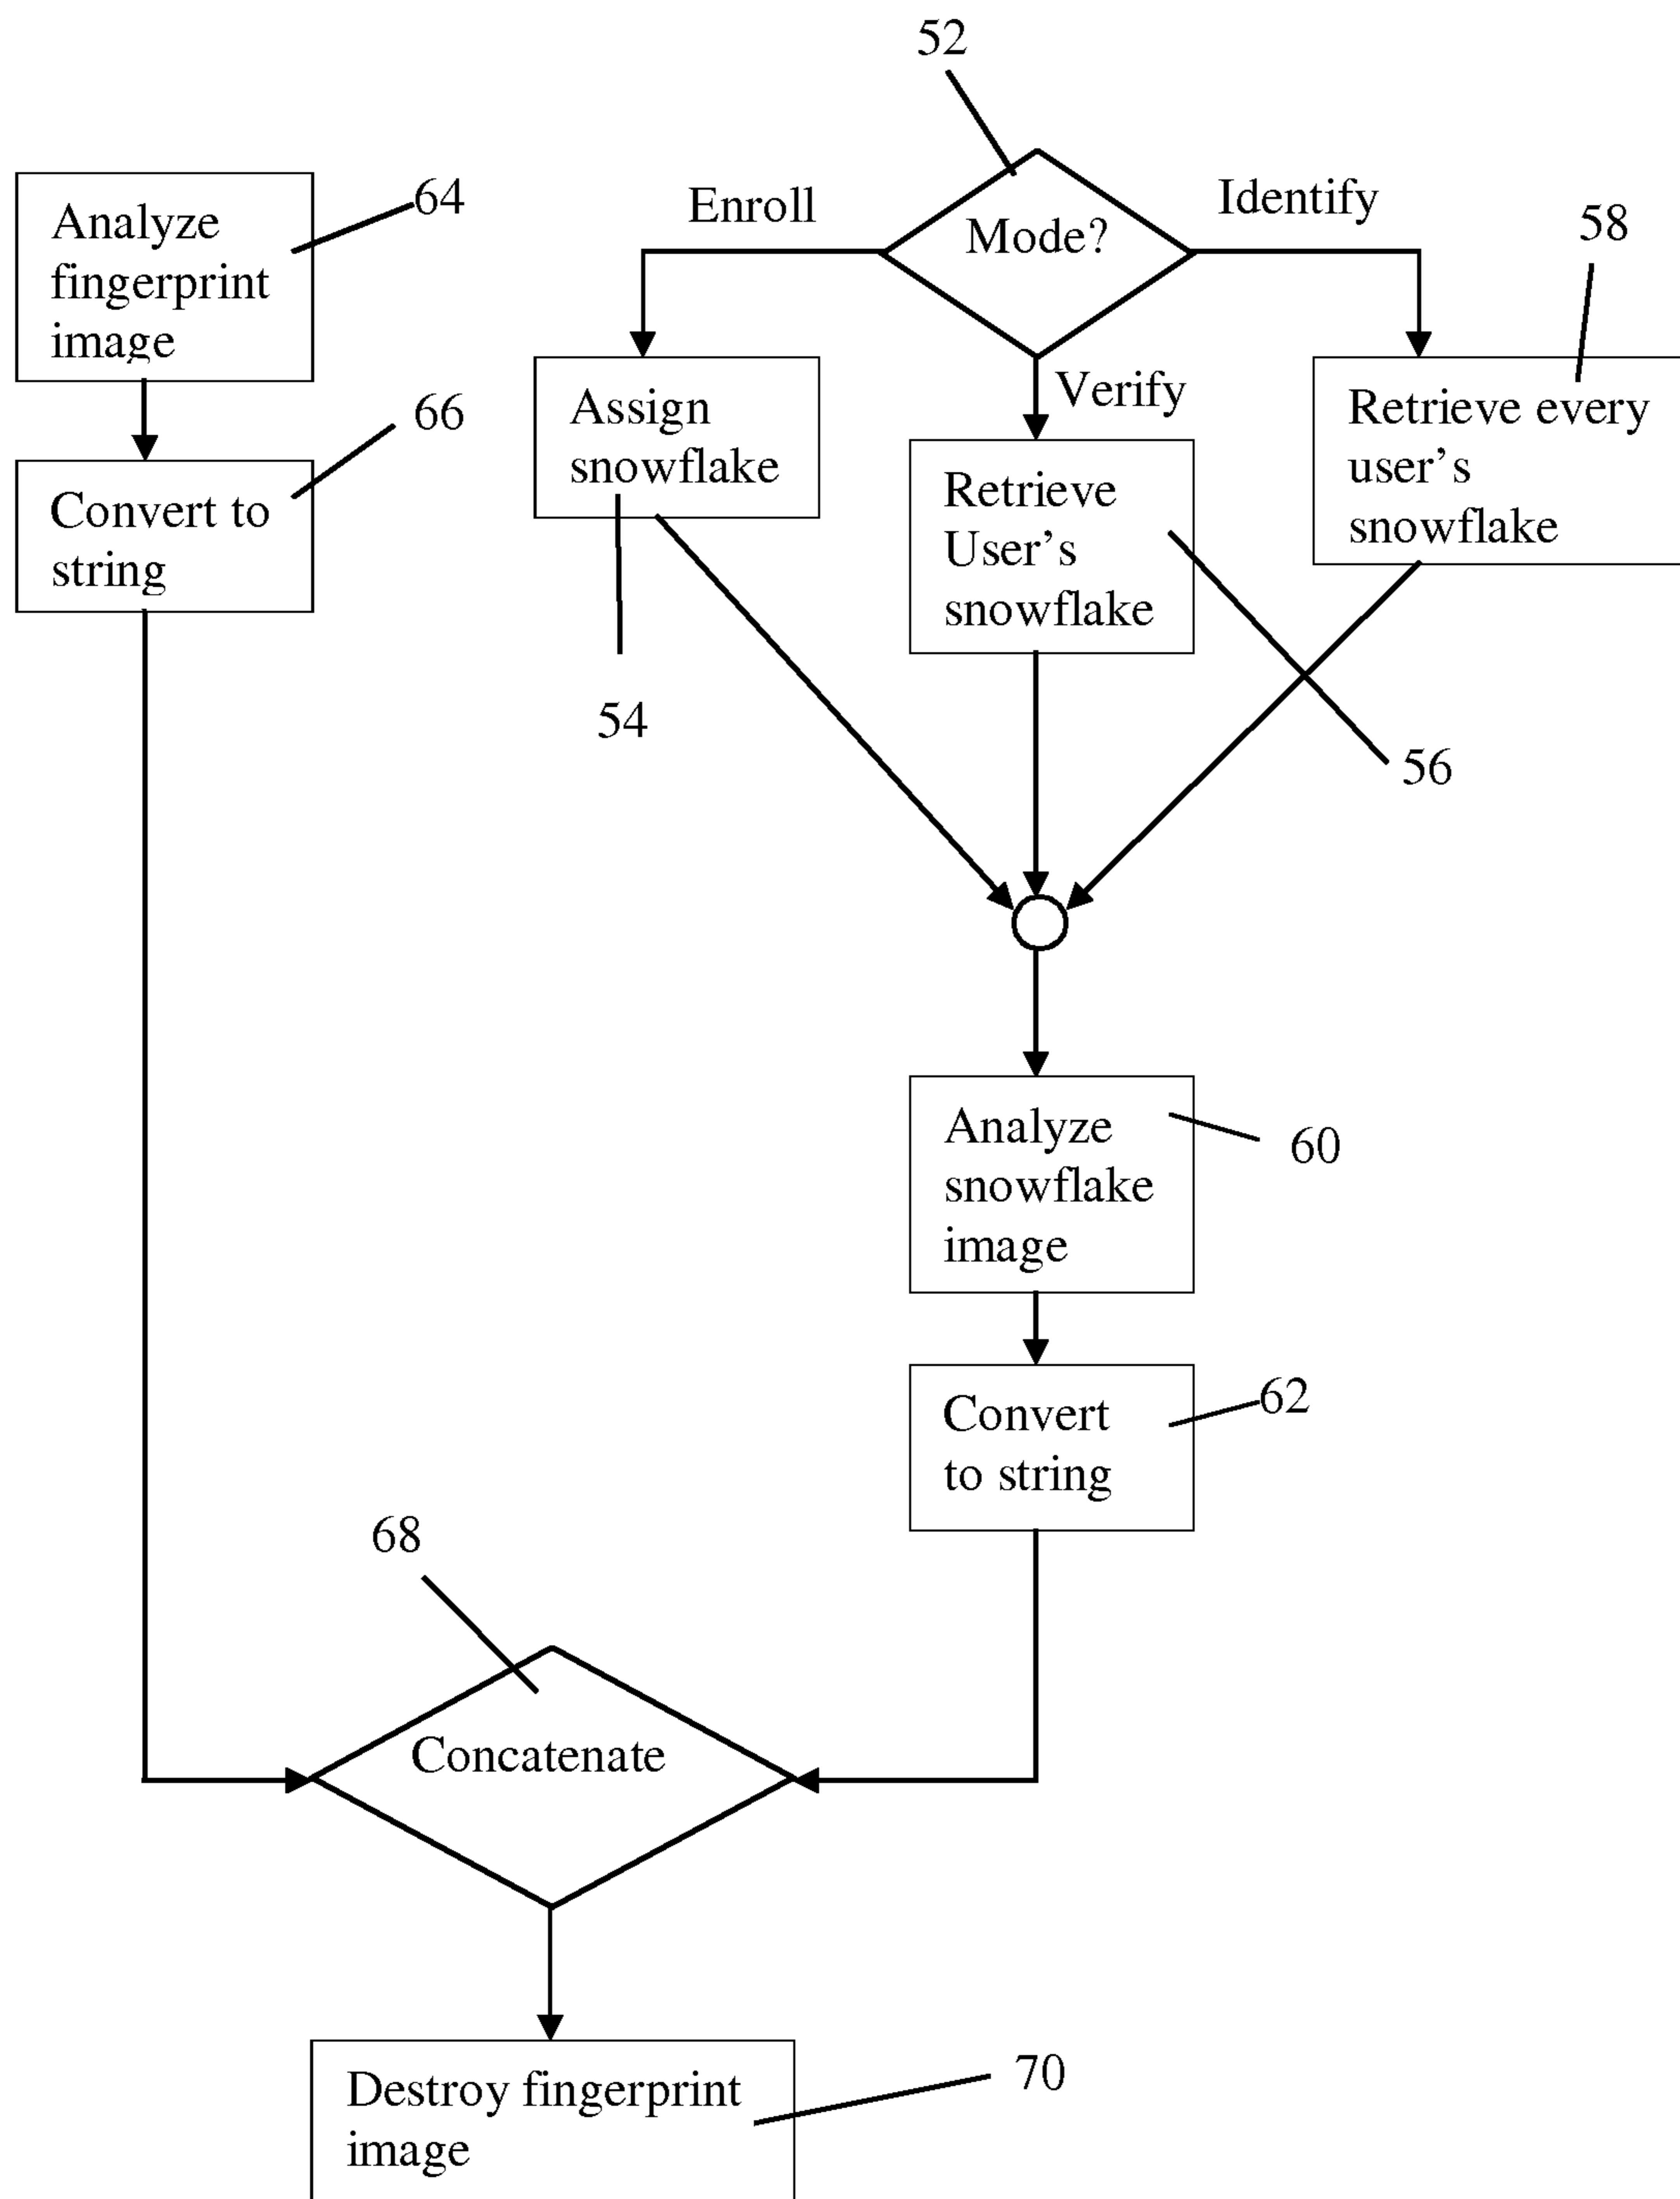 52
Analyze
fingerprint
image
64
Enroll
Mode?
Identify
58
66
Convert to
string
Assign
snowflake
Verify
Retrieve
User’s
snowflake
Retrieve every
user's
snowflake
54
56
Analyze
snowflake
image
60
Convert
to string
62
68
Concatenate
Destroy fingerprint
image
70